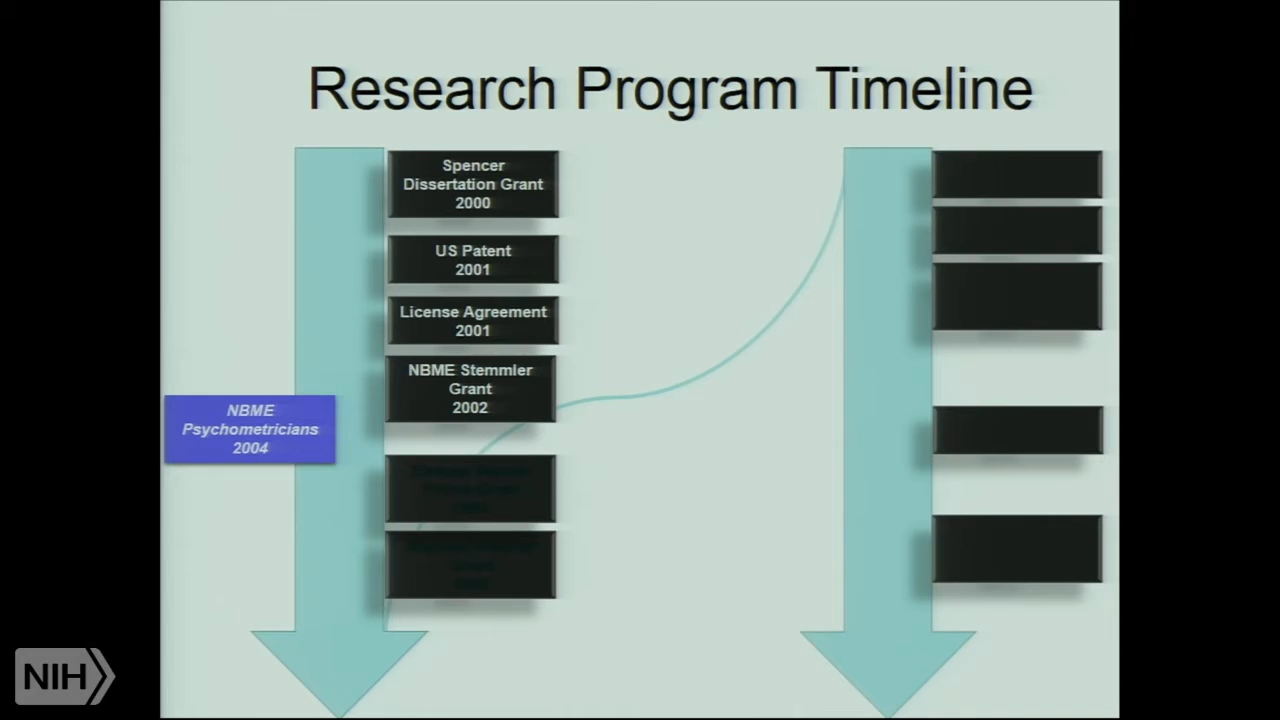 Research Program Timeline
Spencer
Dissertation Grant
2000
US Patent
2001
License Agreement
2001
NBME Stemmler
Grant
2002
NBME
Psychometricians
2004
NIH